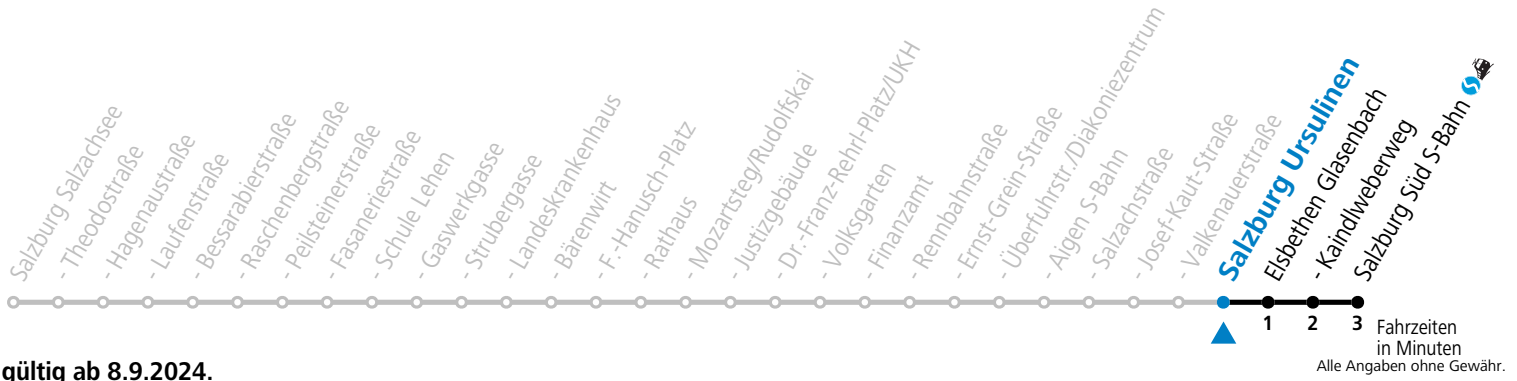 Salzburg Salzachsee
- Theodostraße
- Hagenaustraße
- Laufenstraße
- Bessarabierstraße
- Raschenbergstraße
- Peilsteinerstraße
- Fasaneriestraße
- Schule Lehen
- Gaswerkgasse
- Strubergasse
- Landeskrankenhaus
- Bärenwirt
- F.-Hanusch-Platz
- Rathaus
- Mozartsteg/Rudolfskai
- Justizgebäude
- Dr.-Franz-Rehrl-Platz/UKH
- Volksgarten
- Finanzamt
- Rennbahnstraße
- Ernst-Grein-Straße
- Überfuhrstr./Diakoniezentrum
- Aigen S-Bahn
- Salzachstraße
- Josef-Kaut-Straße
- Valkenauerstraße
Salzburg Ursulinen
Elsbethen Glasenbach
- Kaindlweberweg
Salzburg Süd S-Bahn
1 2 3 Fahrzeiten
in Minuten
Alle Angaben ohne Gewähr.
gültig ab 8.9.2024.